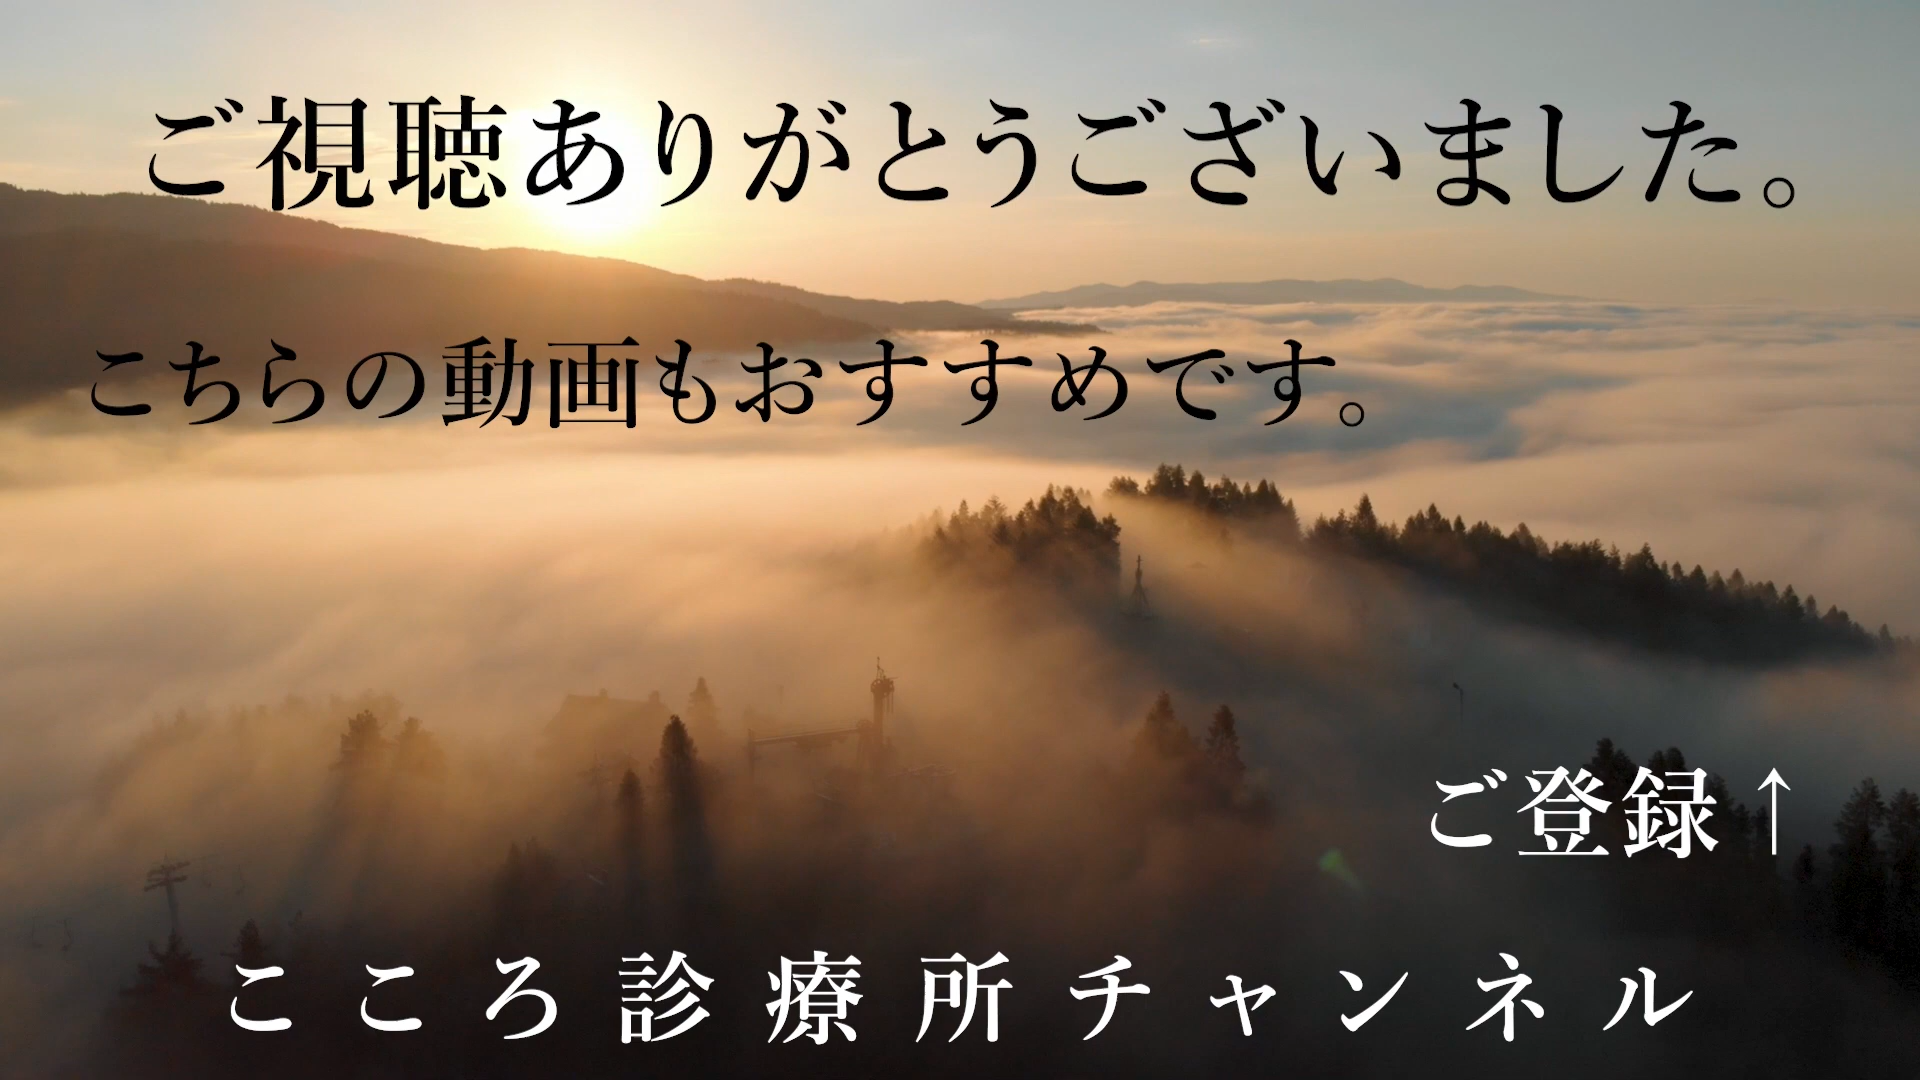 ご視聴ありがとうございました。
こちらの動画もおすすめです。
ご登録↑
こころ診療所チャンネル